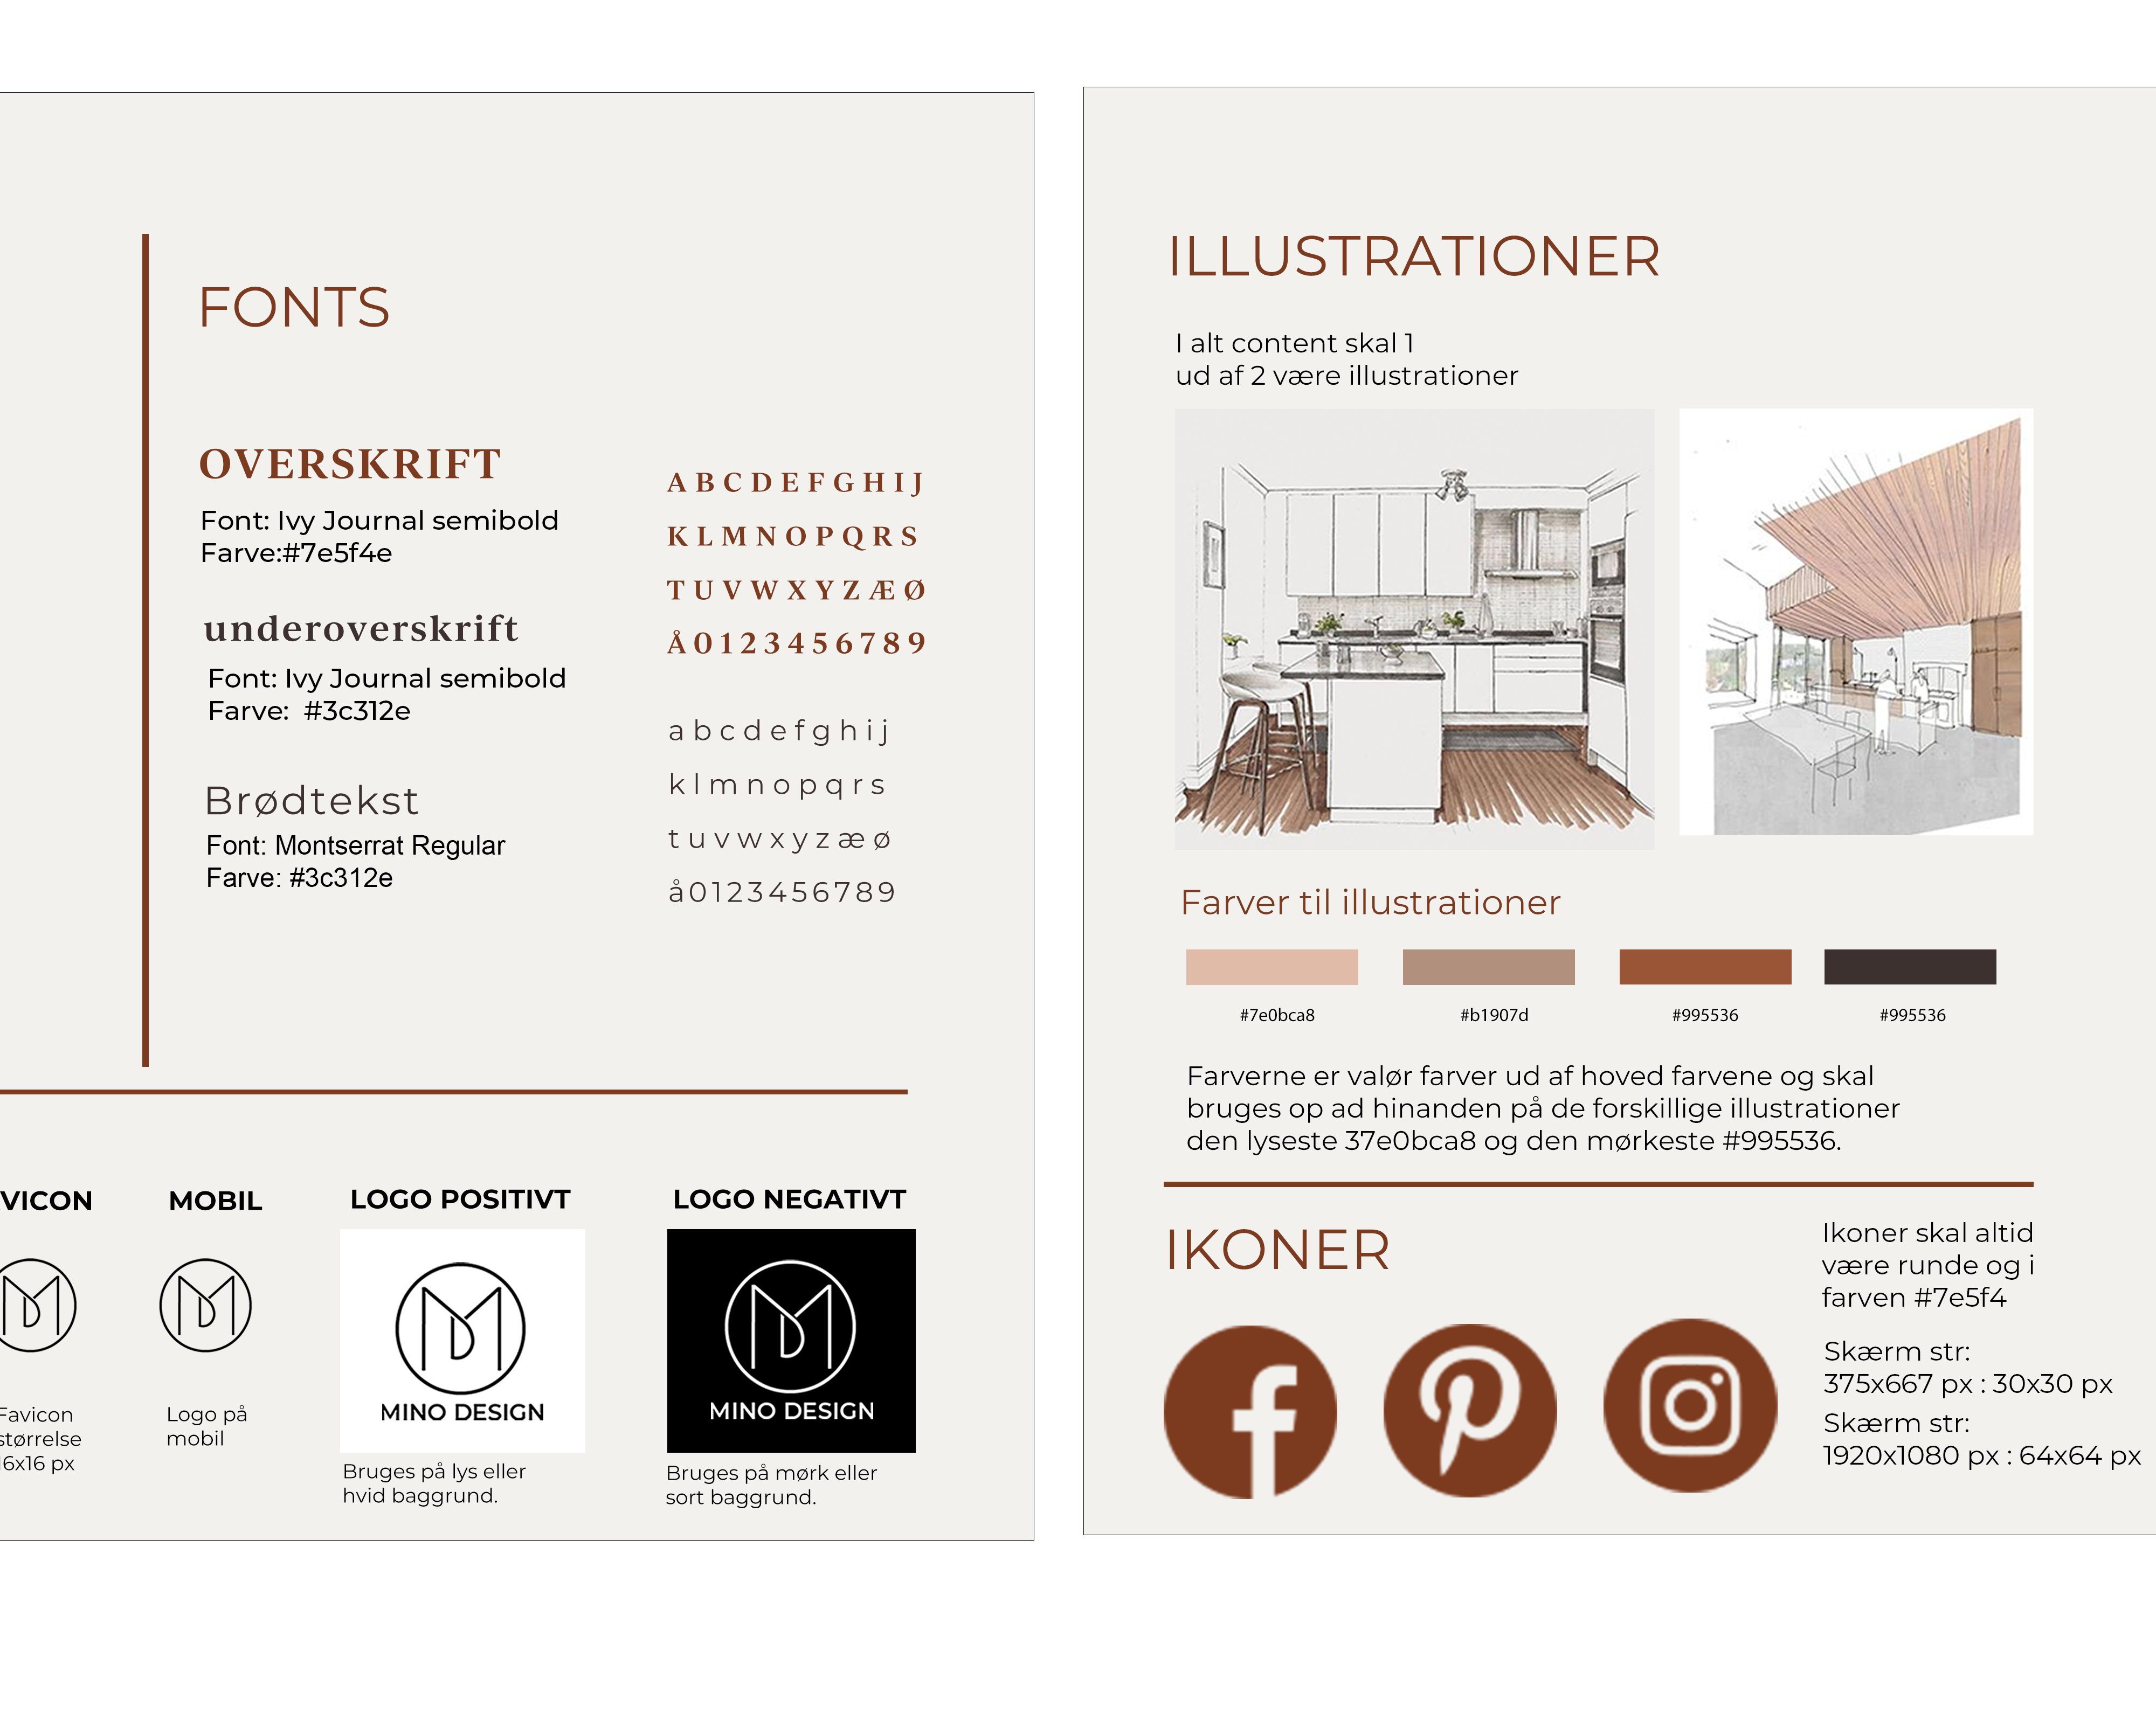 FONTS
OVERSKRIFT
Font: Ivy Journal semibold
Farve:#7e5f4e
underoverskrift
Font: Ivy Journal semibold
Farve: #3c312e
Brødtekst
Font: Montserrat Regular
Farve: #3c312e
A B C D E F G H I J
K L M N O P Q R S
T U V W X Y Z Æ Ø
Å 0 1 2 3 4 5 6 7 8 9
a b c d e f g h i j
k l m n o p q r s
t u v w x y z æ ø
å 0 1 2 3 4 5 6 7 8 9
VICON
Favicon
størrelse
16x16 px
MOBIL
Logo på
mobil
LOGO POSITIVT
MINO DESIGN
Bruges på lys eller
hvid baggrund.
LOGO NEGATIVT
MINO DESIGN
Bruges på mørk eller
sort baggrund.
ILLUSTRATIONER
I alt content skal 1
ud af 2 være illustrationer
Farver til illustrationer
#7e0bca8
#b1907d
#995536
#995536
Farverne er valør farver ud af hoved farvene og skal
bruges op ad hinanden på de forskillige illustrationer
den lyseste 37e0bca8 og den mørkeste #995536.
IKONER
Ikoner skal altid
være runde og i
farven #7e5f4
Skærm str:
375x667 px : 30x30 px
Skærm str:
1920x1080 px : 64x64 px